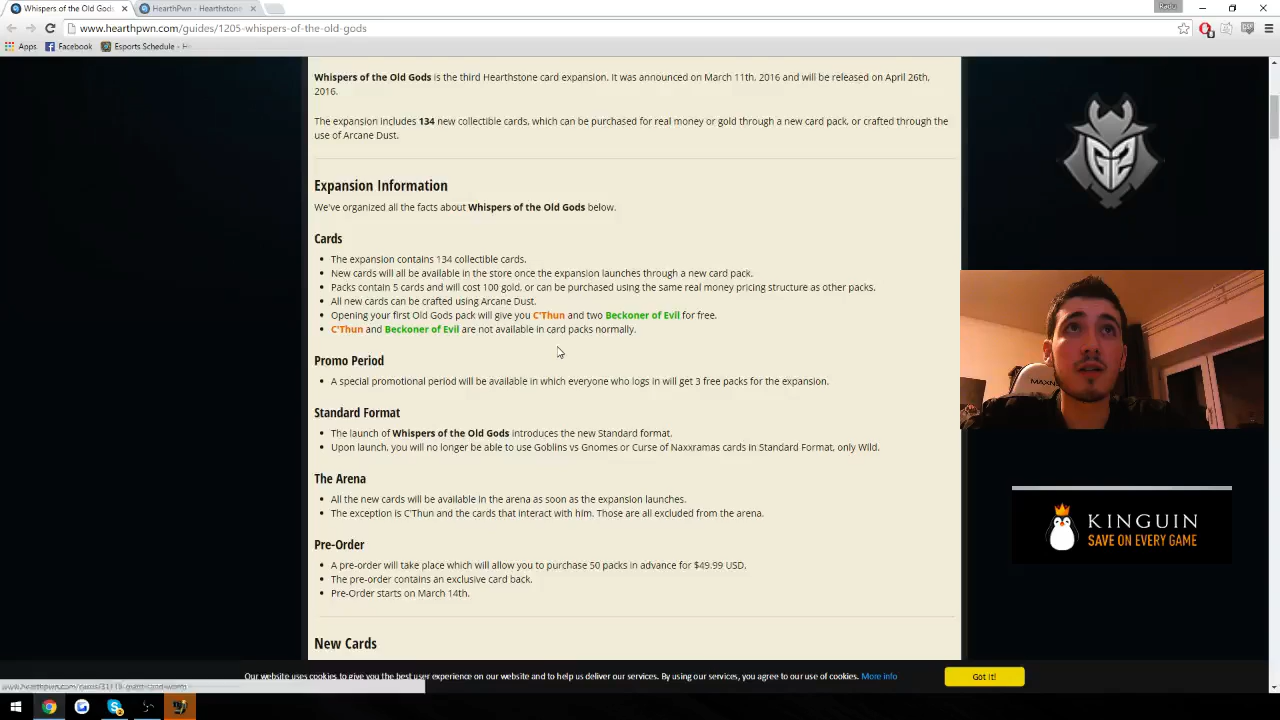 Whispers of the Old Gods
HearthPwn - Hearthstone
www.hearthpwn.com/guides/1205-whispers-of-the-old-gods
Apps
Facebook
Esports Schedule - H
Whispers of the Old Gods is the third Hearthstone card expansion. It was announced on March 11th, 2016 and will be released on April 26th,
2016.
The expansion includes 134 new collectible cards, which can be purchased for real money or gold through a new card pack, or crafted through the
use of Arcane Dust.
Expansion Information
We've organized all the facts about Whispers of the Old Gods below.
Cards
The expansion contains 134 collectible cards.
New cards will all be available in the store once the expansion launches through a new card pack.
Packs contain 5 cards and will cost 100 gold, or can be purchased using the same real money pricing structure as other packs.
All new cards can be crafted using Arcane Dust.
Opening your first Old Gods pack will give you C'Thun and two Beckoner of Evil for free.
C'Thun and Beckoner of Evil are not available in card packs normally.
Promo Period
A special promotional period will be available in which everyone who logs in will get 3 free packs for the expansion.
Standard Format
The launch of Whispers of the Old Gods introduces the new Standard format.
Upon launch, you will no longer be able to use Goblins vs Gnomes or Curse of Naxxramas cards in Standard Format, only Wild.
The Arena
All the new cards will be available in the arena as soon as the expansion launches.
The exception is C'Thun and the cards that interact with him. Those are all excluded from the arena.
Pre-Order
A pre-order will take place which will allow you to purchase 50 packs in advance for $49.99 USD.
The pre-order contains an exclusive card back.
Pre-Order starts on March 14th.
New Cards
Our website uses cookies to give you the best user experience on the website and to help us deliver our services. By using our services, you agree to our use of cookies. More info
Got it!
G2
MAXN
KINGUIN
SAVE ON EVERY GAME